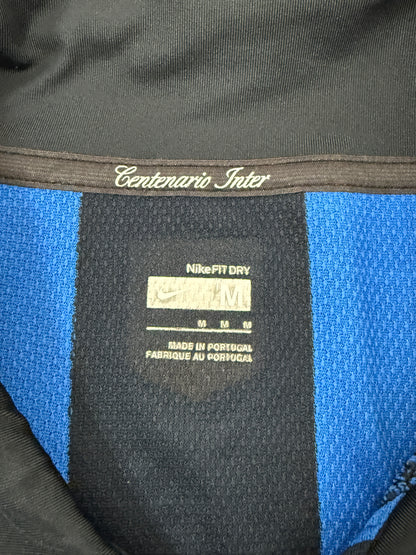 Centenario Inter
NikeFIT DRY
M
M M M
MADE IN PORTUGAL
FABRIQUE AU PORTUGAL